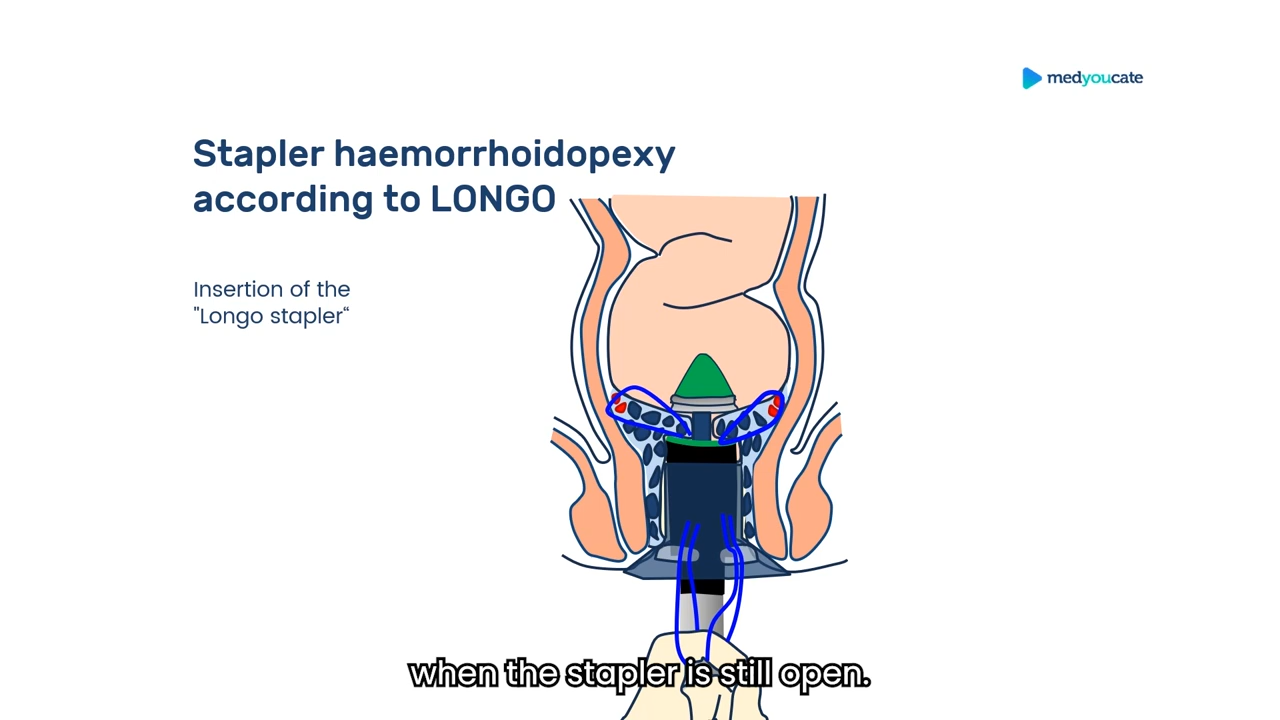 medyoucate
Stapler haemorrhoidopexy
according to LONGO
Insertion of the
"Longo stapler“
when the stapler is still open.